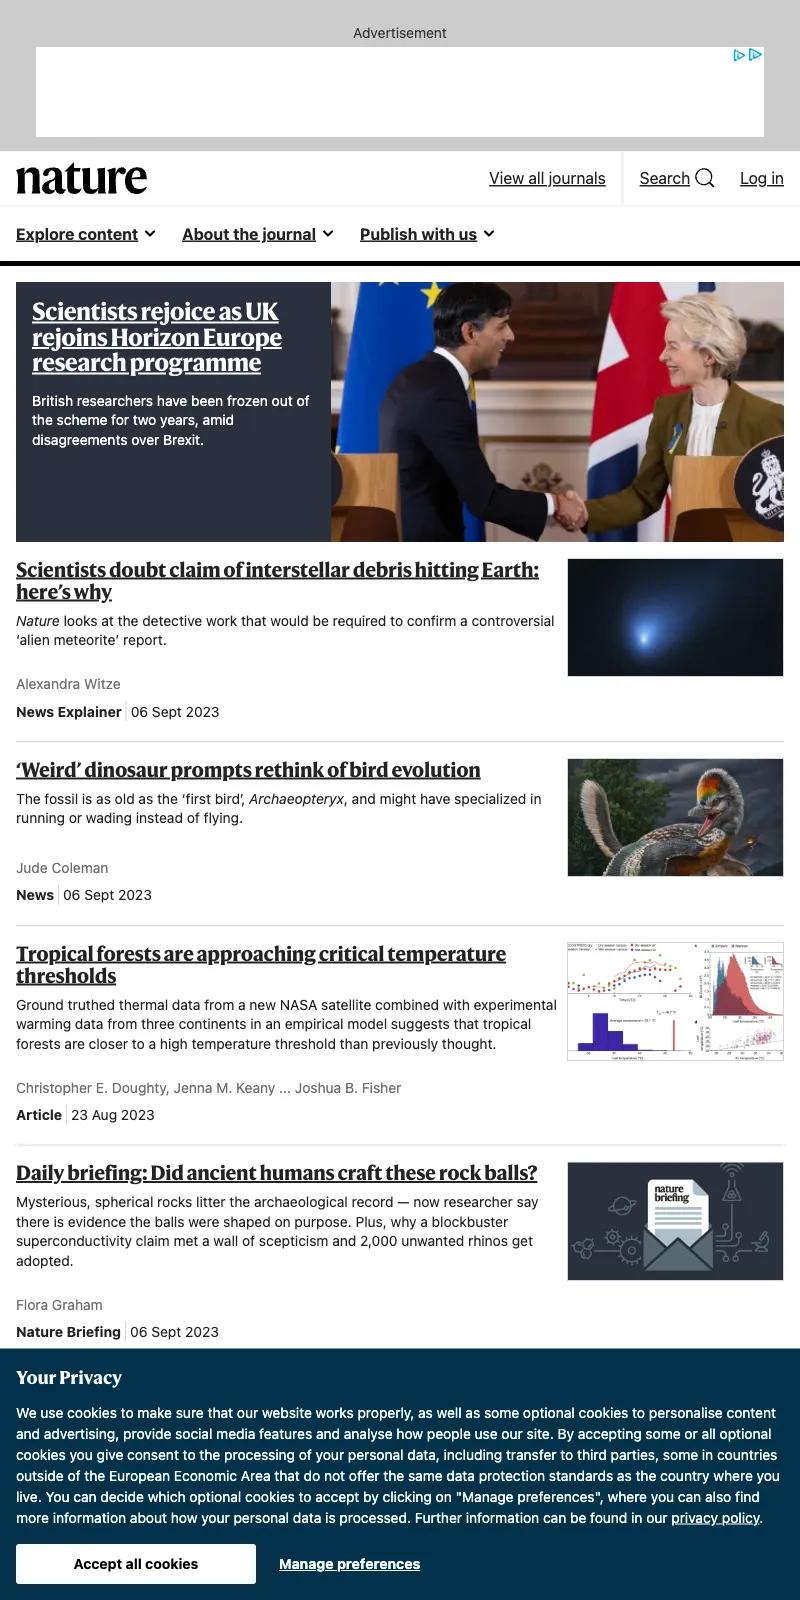 Advertisement
nature
View all journals
Search
Log in
Explore content
About the journal
Publish with us
Scientists rejoice as UK
rejoins Horizon Europe
research programme
British researchers have been frozen out of
the scheme for two years, amid
disagreements over Brexit.
Scientists doubt claim of interstellar debris hitting Earth:
here’s why
Nature looks at the detective work that would be required to confirm a controversial
‘alien meteorite’ report.
Alexandra Witze
News Explainer 06 Sept 2023
‘Weird’ dinosaur prompts rethink of bird evolution
The fossil is as old as the ‘first bird’, Archaeopteryx, and might have specialized in
running or wading instead of flying.
Jude Coleman
News 06 Sept 2023
Tropical forests are approaching critical temperature
thresholds
Ground truthed thermal data from a new NASA satellite combined with experimental
warming data from three continents in an empirical model suggests that tropical
forests are closer to a high temperature threshold than previously thought.
Christopher E. Doughty, Jenna M. Keany ... Joshua B. Fisher
Article 23 Aug 2023
Daily briefing: Did ancient humans craft these rock balls?
Mysterious, spherical rocks litter the archaeological record — now researcher say
there is evidence the balls were shaped on purpose. Plus, why a blockbuster
superconductivity claim met a wall of scepticism and 2,000 unwanted rhinos get
adopted.
nature
briefing
Flora Graham
Nature Briefing 06 Sept 2023
Your Privacy
We use cookies to make sure that our website works properly, as well as some optional cookies to personalise content
and advertising, provide social media features and analyse how people use our site. By accepting some or all optional
cookies you give consent to the processing of your personal data, including transfer to third parties, some in countries
outside of the European Economic Area that do not offer the same data protection standards as the country where you
live. You can decide which optional cookies to accept by clicking on "Manage preferences", where you can also find
more information about how your personal data is processed. Further information can be found in our privacy policy.
Accept all cookies
Manage preferences